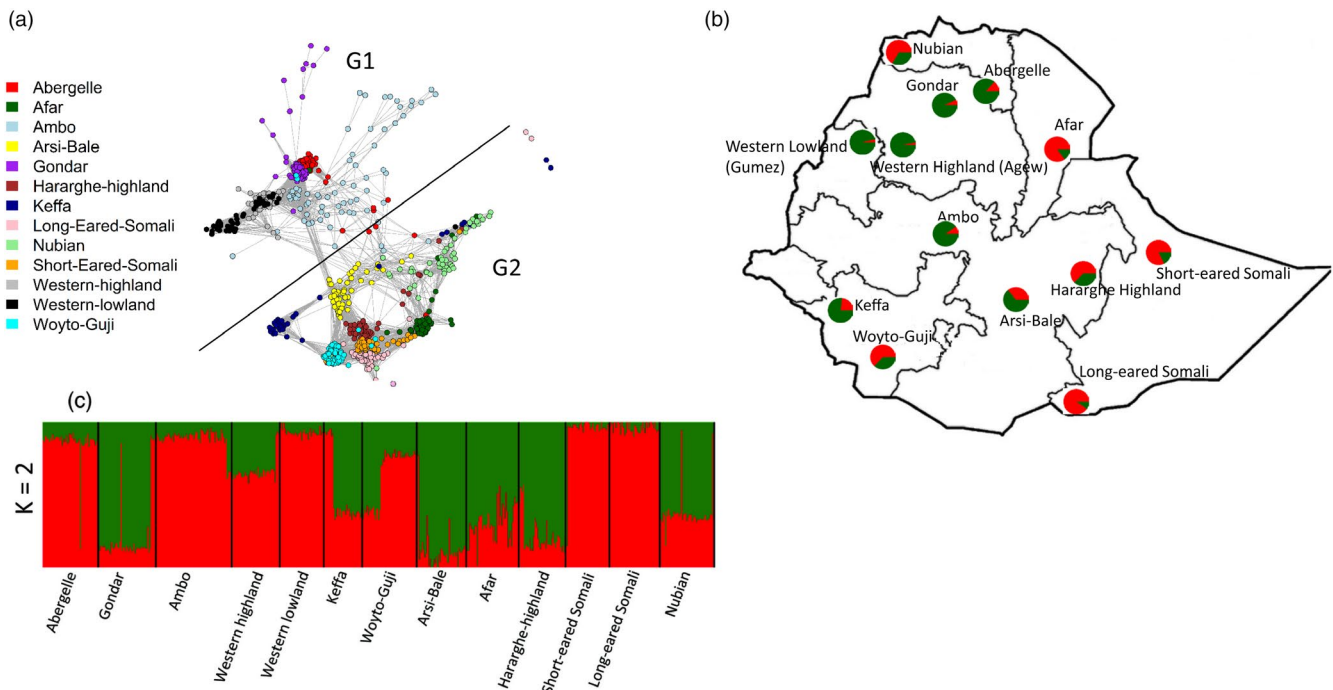 (a)
G1
Abergelle
Afar
Ambo
Arsi-Bale
Gondar
Hararghe-highland
Keffa
Long-Eared-Somali
Nubian
Short-Eared-Somali
Western-highland
Western-lowland
Woyto-Guji
G2
(b)
Nubian
Abergelle
Gondar
Afar
Western Lowland
(Gumez)
Western Highland (Agew)
Ambo
Short-eared Somali
Hararghe Highland
Keffa
Arsi-Bale
Woyto-Guji
Long-eared Somali
(c)
K = 2
Abergelle
Gondar
Ambo
Western highland
Western lowland
Keffa
Woyto-Guji
Arsi-Bale
Afar
Hararghe-highland
Short-eared Somali
Long-eared Somali
Nubian